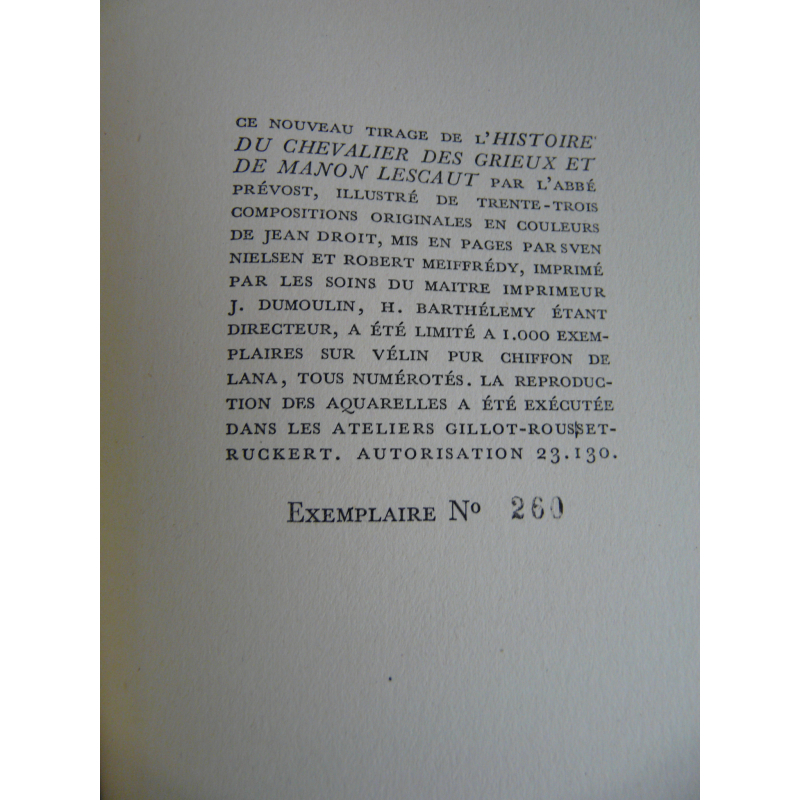 CE NOUVEAU TIRAGE DE L'HISTOIRE
DU CHEVALIER DES GRIEUX ET
DE MANON LESCAUT PAR L'ABBÉ
PRÉVOST, ILLUSTRÉ DE TRENTE-TROIS
COMPOSITIONS ORIGINALES EN COULEURS
DE JEAN DROIT, MIS EN PAGES PAR SVEN
NIELSEN ET ROBERT MEIFFRÉDY, IMPRIMÉ
PAR LES SOINS DU MAITRE IMPRIMEUR
J. DUMOULIN, H. BARTHÉLEMY ÉTANT
DIRECTEUR, A ÉTÉ LIMITÉ A 1.000 EXEM-
PLAIRES SUR VÉLIN PUR CHIFFON DE
LANA, TOUS NUMÉROTÉS. LA REPRODUC-
TION DES AQUARELLES A ÉTÉ EXÉCUTÉE
DANS LES ATELIERS GILLOT-ROUSSET-
RUCKERT. AUTORISATION 23.130.
EXEMPLAIRE Nº 260